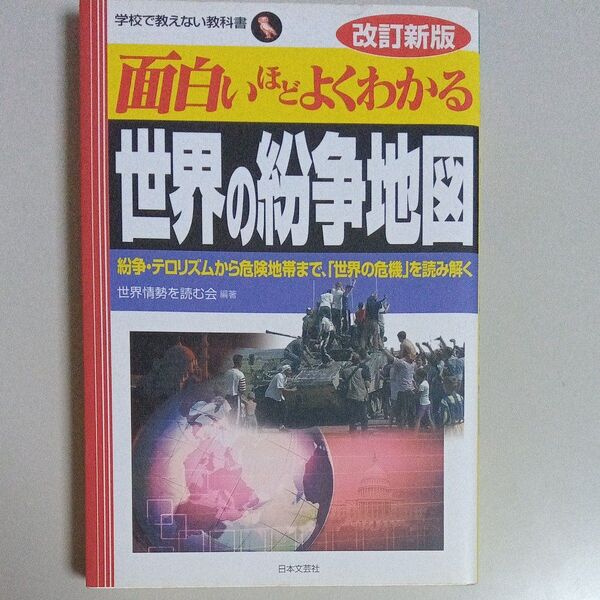 学校で教えない教科書
改訂新版
面白いほどよくわかる
世界の紛争地図
紛争・テロリズムから危険地帯まで、「世界の危機」を読み解く
世界情勢を読む会 編著
日本文芸社